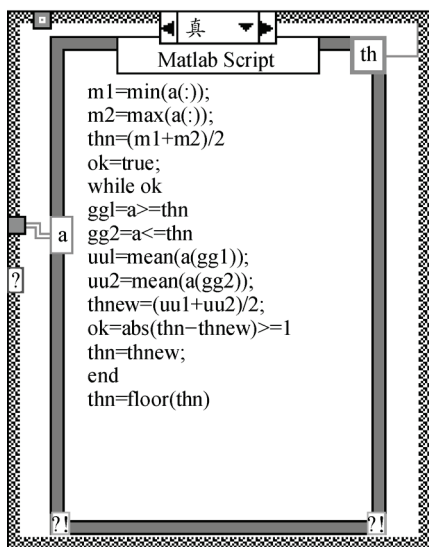 真
Matlab Script
th
m1=min(a(:));
m2=max(a(:));
thn=(m1+m2)/2
ok=true;
while ok
ggl=a>=thn
gg2=a<=thn
uul=mean(a(gg1));
uu2=mean(a(gg2));
thnew=(uu1+uu2)/2;
ok=abs(thn−thnew)>=1
thn=thnew;
end
thn=floor(thn)
a
?
?!
?!